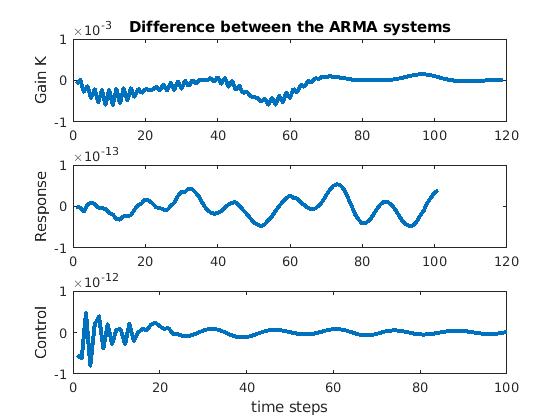 Difference between the ARMA systems
×10^-3
Gain K
1
0
-1
0 20 40 60 80 100 120
×10^-13
Response
1
0
-1
0 20 40 60 80 100 120
×10^-12
Control
1
0
-1
0 20 40 60 80 100
time steps